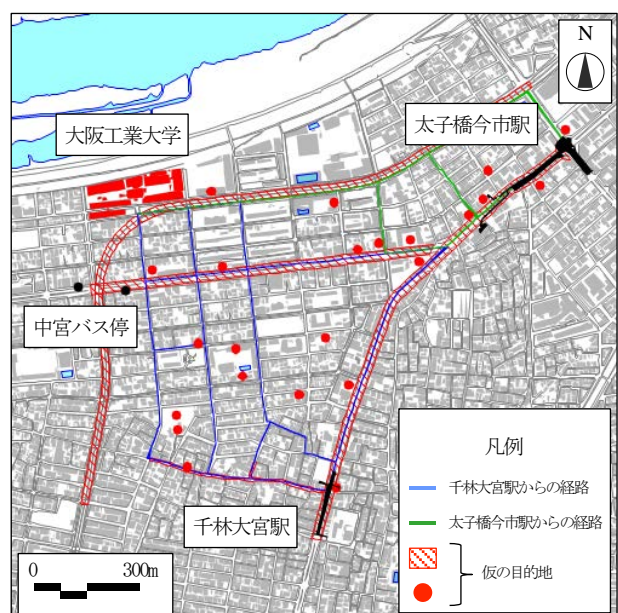 N
大阪工業大学
太子橋今市駅
中宮バス停
千林大宮駅
凡例
千林大宮駅からの経路
太子橋今市駅からの経路
仮の目的地
0 300m